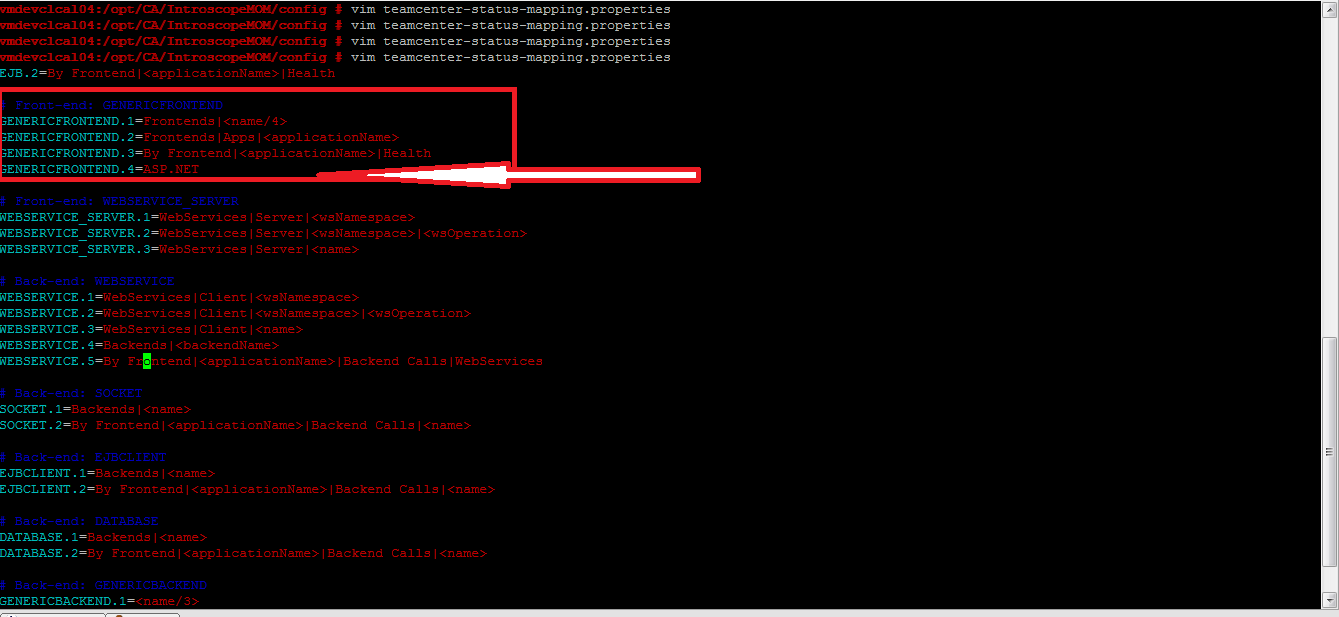 vmdevclcal04:/opt/CA/IntroscopeMOM/config # vim teamcenter-status-mapping.properties
vmdevclcal04:/opt/CA/IntroscopeMOM/config # vim teamcenter-status-mapping.properties
vmdevclcal04:/opt/CA/IntroscopeMOM/config # vim teamcenter-status-mapping.properties
vmdevclcal04:/opt/CA/IntroscopeMOM/config # vim teamcenter-status-mapping.properties
EJB.2=By Frontend|<applicationName>|Health
# Front-end: GENERICFRONTEND
GENERICFRONTEND.1=Frontends|<name/4>
GENERICFRONTEND.2=Frontends|Apps|<applicationName>
GENERICFRONTEND.3=By Frontend|<applicationName>|Health
GENERICFRONTEND.4=ASP.NET
# Front-end: WEBSERVICE_SERVER
WEBSERVICE_SERVER.1=WebServices|Server|<wsNamespace>
WEBSERVICE_SERVER.2=WebServices|Server|<wsNamespace>|<wsOperation>
WEBSERVICE_SERVER.3=WebServices|Server|<name>
# Back-end: WEBSERVICE
WEBSERVICE.1=WebServices|Client|<wsNamespace>
WEBSERVICE.2=WebServices|Client|<wsNamespace>|<wsOperation>
WEBSERVICE.3=WebServices|Client|<name>
WEBSERVICE.4=Backends|<backendName>
WEBSERVICE.5=By Frontend|<applicationName>|Backend Calls|WebServices
# Back-end: SOCKET
SOCKET.1=Backends|<name>
SOCKET.2=By Frontend|<applicationName>|Backend Calls|<name>
# Back-end: EJBCLIENT
EJBCLIENT.1=Backends|<name>
EJBCLIENT.2=By Frontend|<applicationName>|Backend Calls|<name>
# Back-end: DATABASE
DATABASE.1=Backends|<name>
DATABASE.2=By Frontend|<applicationName>|Backend Calls|<name>
# Back-end: GENERICBACKEND
GENERICBACKEND.1=<name/3>